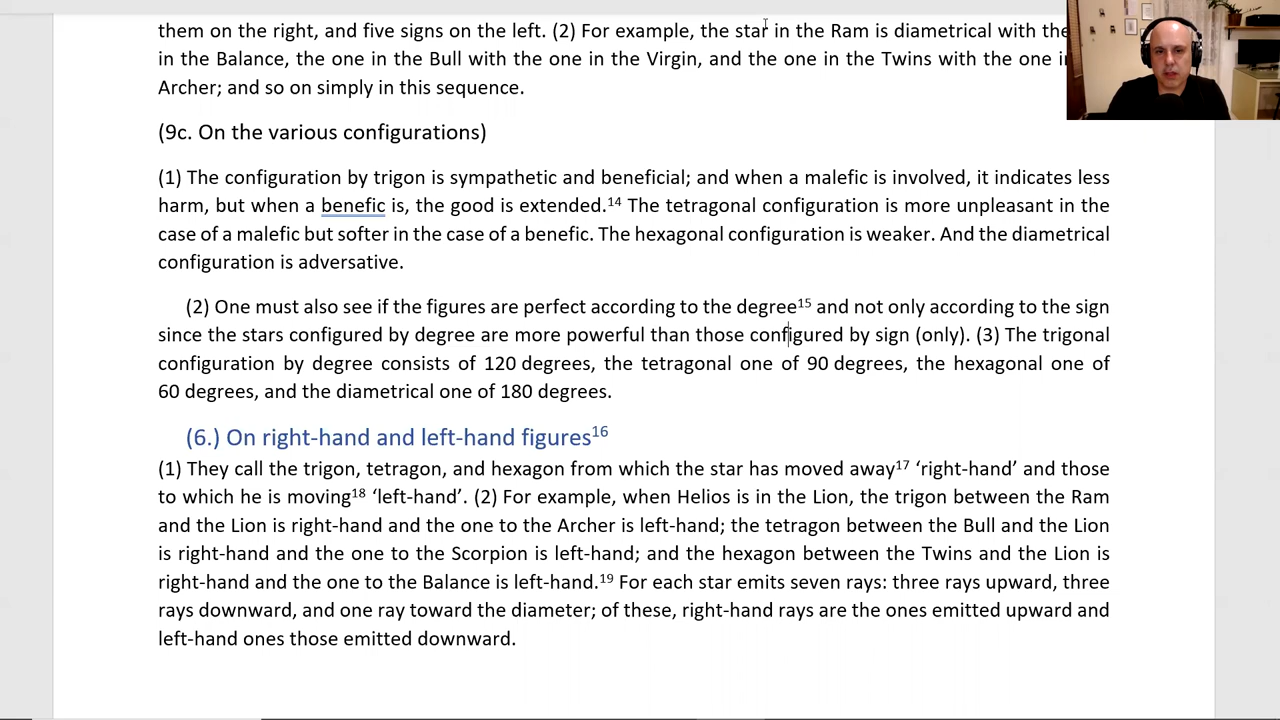 them on the right, and five signs on the left. (2) For example, the star in the Ram is diametrical with the
in the Balance, the one in the Bull with the one in the Virgin, and the one in the Twins with the one
Archer; and so on simply in this sequence.
(9c. On the various configurations)
(1) The configuration by trigon is sympathetic and beneficial; and when a malefic is involved, it indicates less
harm, but when a benefic is, the good is extended.14 The tetragonal configuration is more unpleasant in the
case of a malefic but softer in the case of a benefic. The hexagonal configuration is weaker. And the diametrical
configuration is adversative.
(2) One must also see if the figures are perfect according to the degree15 and not only according to the sign
since the stars configured by degree are more powerful than those configured by sign (only). (3) The trigonal
configuration by degree consists of 120 degrees, the tetragonal one of 90 degrees, the hexagonal one of
60 degrees, and the diametrical one of 180 degrees.
(6.) On right-hand and left-hand figures16
(1) They call the trigon, tetragon, and hexagon from which the star has moved away17 ‘right-hand’ and those
to which he is moving18 ‘left-hand’. (2) For example, when Helios is in the Lion, the trigon between the Ram
and the Lion is right-hand and the one to the Archer is left-hand; the tetragon between the Bull and the Lion
is right-hand and the one to the Scorpion is left-hand; and the hexagon between the Twins and the Lion is
right-hand and the one to the Balance is left-hand.19 For each star emits seven rays: three rays upward, three
rays downward, and one ray toward the diameter; of these, right-hand rays are the ones emitted upward and
left-hand ones those emitted downward.